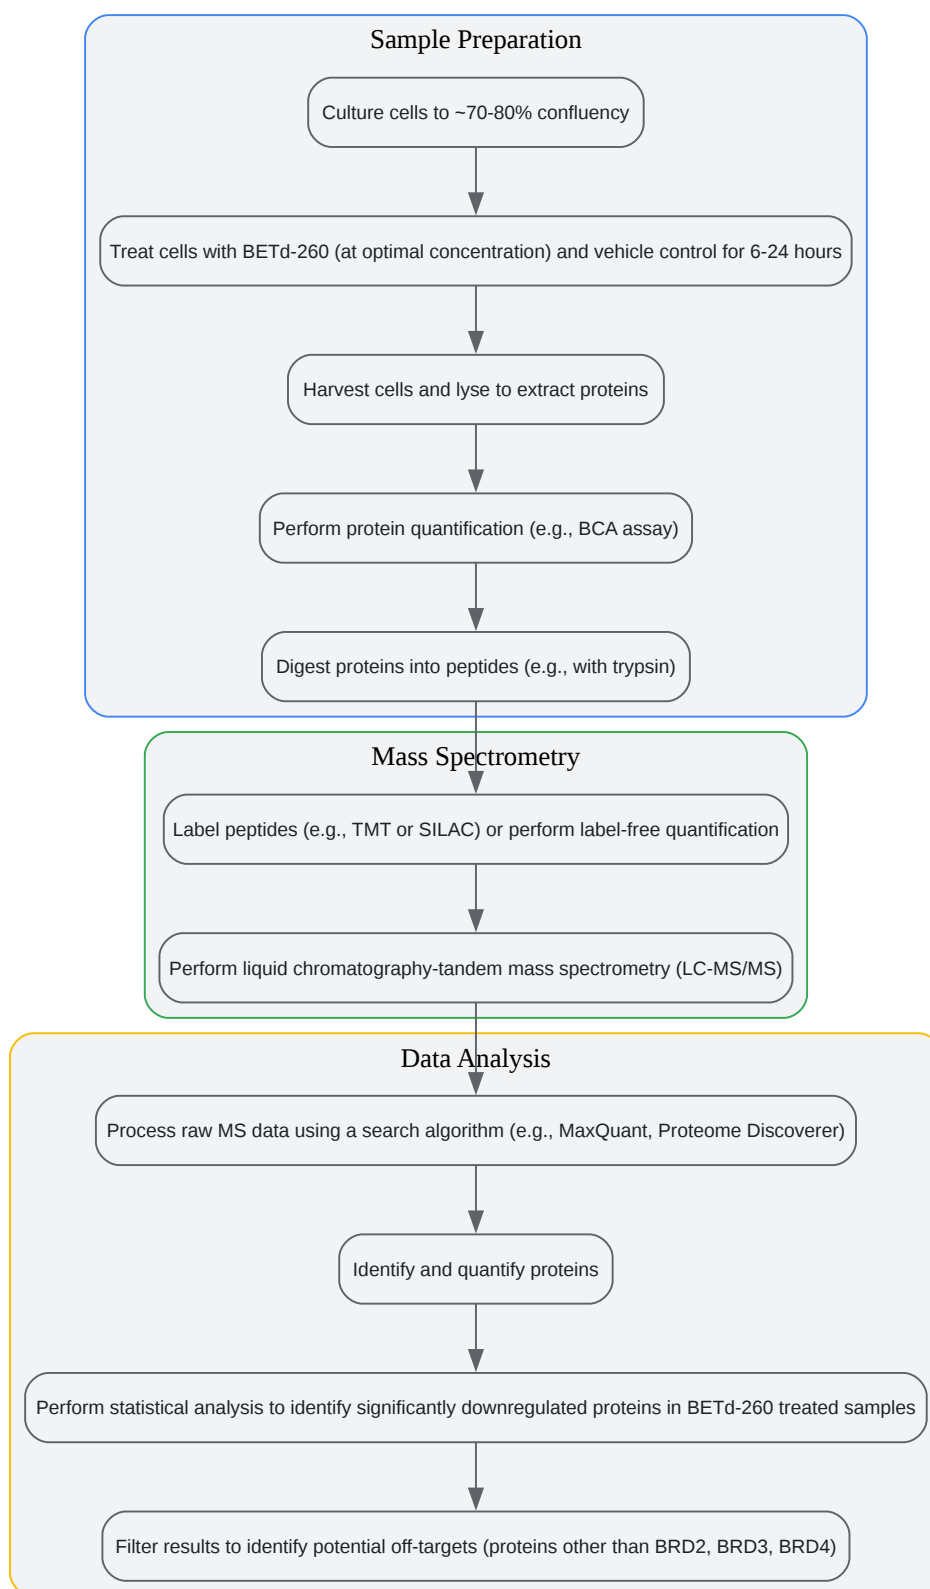 Sample Preparation
Culture cells to ~70-80% confluency
Treat cells with BETd-260 (at optimal concentration) and vehicle control for 6-24 hours
Harvest cells and lyse to extract proteins
Perform protein quantification (e.g., BCA assay)
Digest proteins into peptides (e.g., with trypsin)
Mass Spectrometry
Label peptides (e.g., TMT or SILAC) or perform label-free quantification
Perform liquid chromatography-tandem mass spectrometry (LC-MS/MS)
Data Analysis
Process raw MS data using a search algorithm (e.g., MaxQuant, Proteome Discoverer)
Identify and quantify proteins
Perform statistical analysis to identify significantly downregulated proteins in BETd-260 treated samples
Filter results to identify potential off-targets (proteins other than BRD2, BRD3, BRD4)